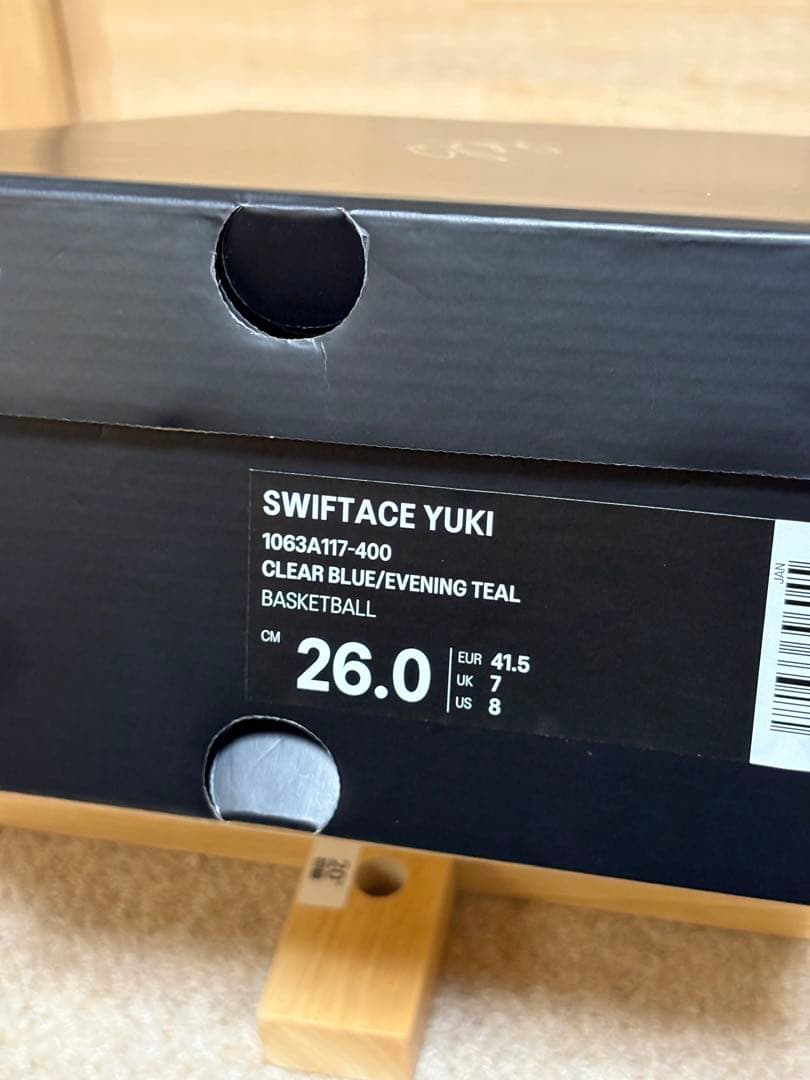 SWIFTACE YUKI
1063A117-400
CLEAR BLUE/EVENING TEAL
BASKETBALL
CM 26.0
EUR 41.5
UK 7
US 8
JAN